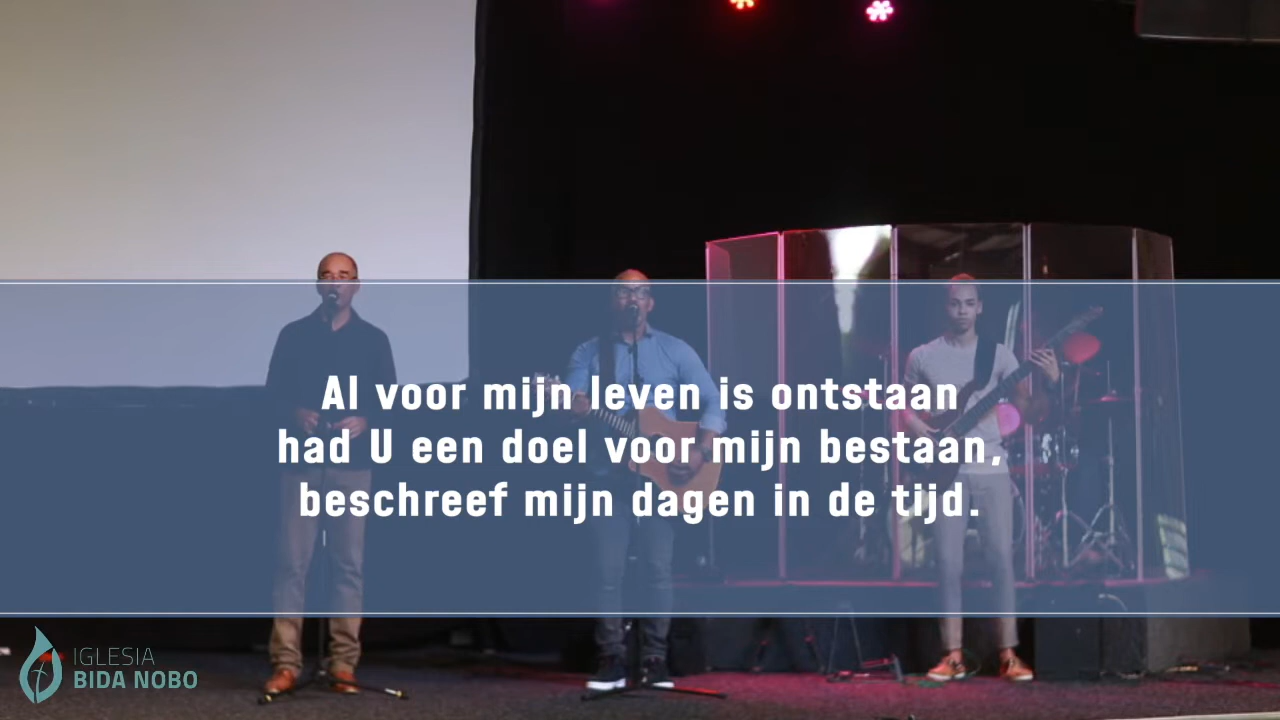 Al voor mijn leven is ontstaan
had U een doel voor mijn bestaan,
beschreef mijn dagen in de tijd.
IGLESIA
BIDA NOBO